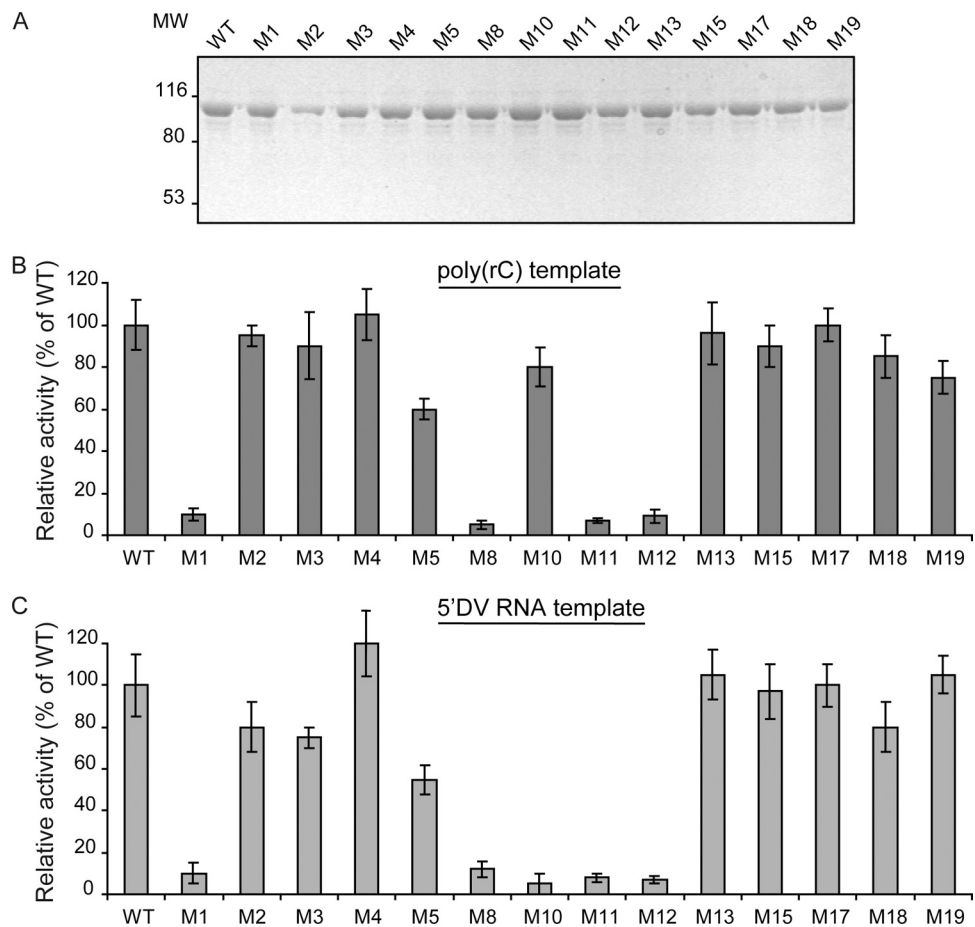 A
MW
WT M1 M2 M3 M4 M5 M8 M10 M11 M12 M13 M15 M17 M18 M19
116
80
53
B
poly(rC) template
Relative activity (% of WT)
120
100
80
60
40
20
0
WT M1 M2 M3 M4 M5 M8 M10 M11 M12 M13 M15 M17 M18 M19
C
5'DV RNA template
Relative activity (% of WT)
120
100
80
60
40
20
0
WT M1 M2 M3 M4 M5 M8 M10 M11 M12 M13 M15 M17 M18 M19